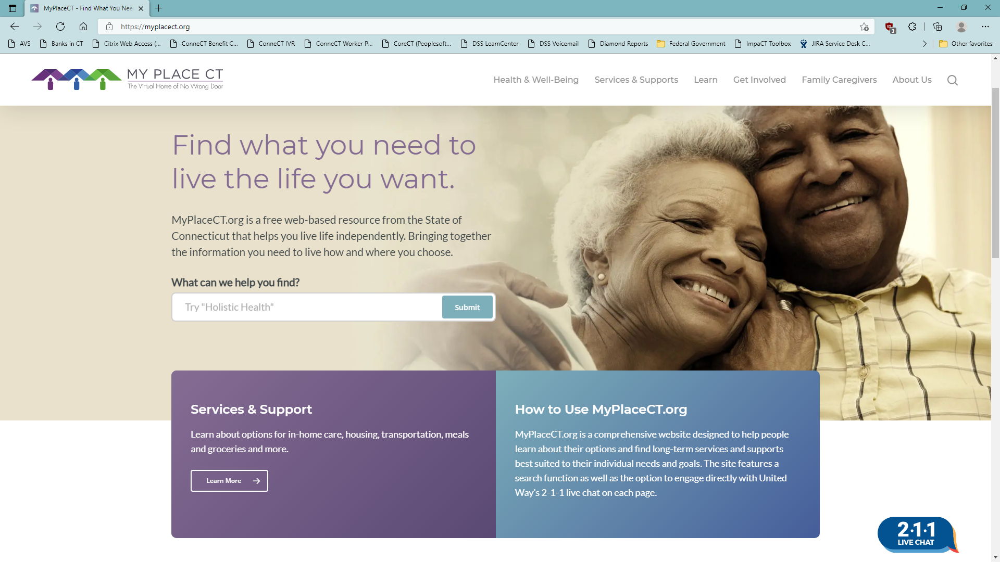 MyPlaceCT - Find What You Nee
https://myplacect.org
3
AVS
Banks in CT
Citrix Web Access (...
ConneCT Benefit C...
ConneCT IVR
ConneCT Worker P...
CoreCT (Peoplesoft...
DSS LearnCenter
DSS Voicemail
Diamond Reports
Federal Government
ImpaCT Toolbox
JIRA Service Desk C...
Other favorites
MY PLACE CT
The Virtual Home of No Wrong Door
Health & Well-Being
Services & Supports
Learn
Get Involved
Family Caregivers
About Us
Find what you need to
live the life you want.
MyPlaceCT.org is a free web-based resource from the State of
Connecticut that helps you live life independently. Bringing together
the information you need to live how and where you choose.
What can we help you find?
Try "Holistic Health"
Submit
Services & Support
Learn about options for in-home care, housing, transportation, meals
and groceries and more.
Learn More
How to Use MyPlaceCT.org
MyPlaceCT.org is a comprehensive website designed to help people
learn about their options and find long-term services and supports
best suited to their individual needs and goals. The site features a
search function as well as the option to engage directly with United
Way's 2-1-1 live chat on each page.
2·1·1
LIVE CHAT